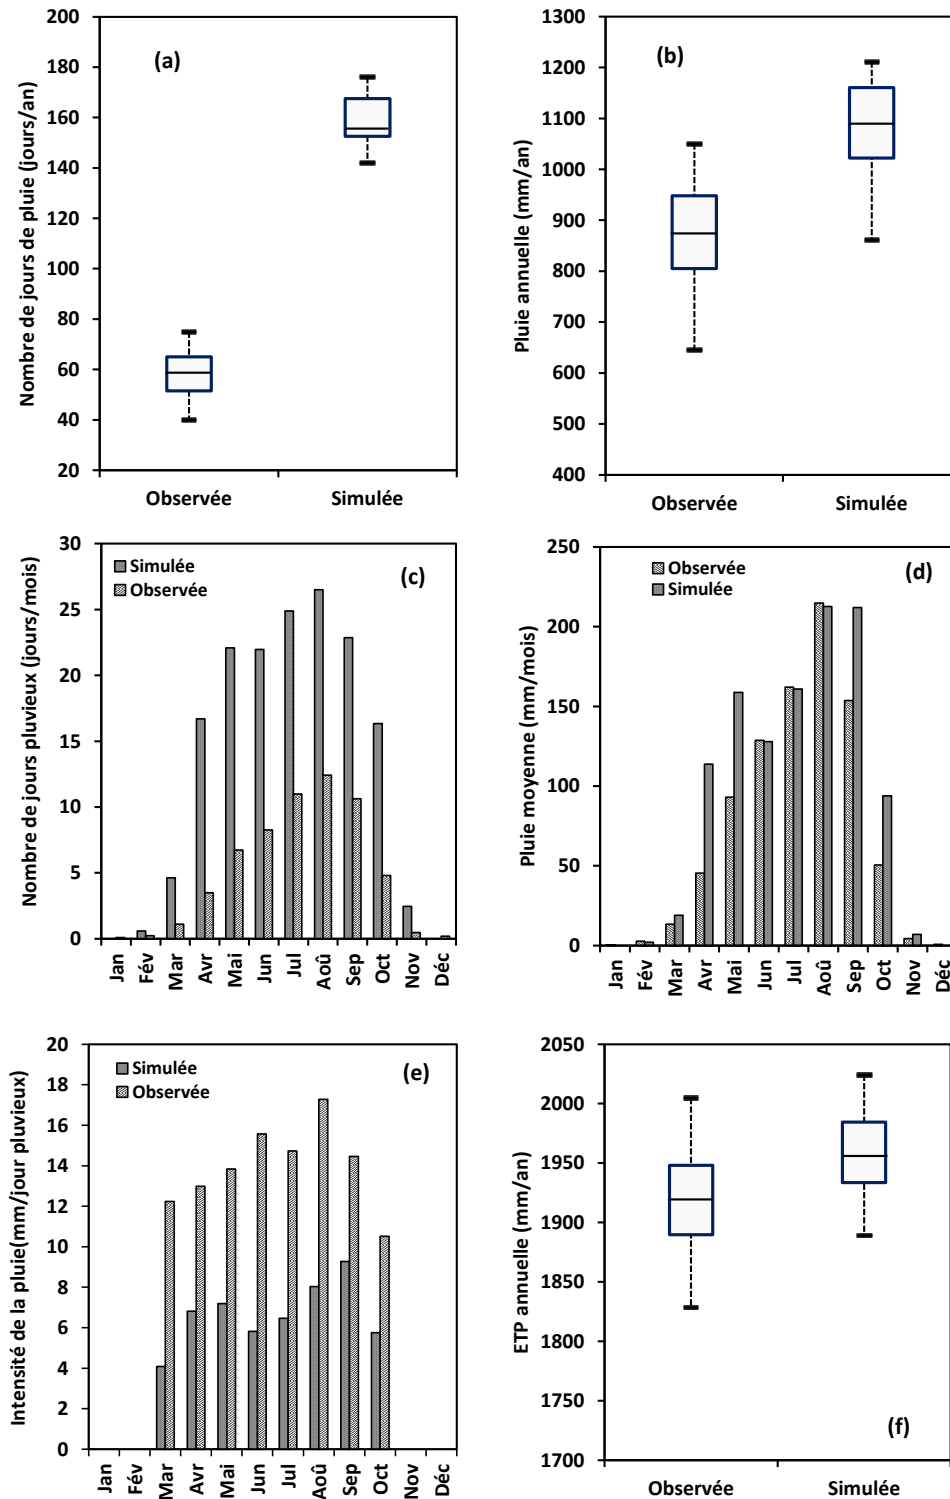 Nombre de jours de pluie (jours/an)
200
180
160
140
120
100
80
60
40
20
(a)
Observée
Simulée
Pluie annuelle (mm/an)
1300
1200
1100
1000
900
800
700
600
500
400
(b)
Observée
Simulée
Nombre de jours pluvieux (jours/mois)
30
25
20
15
10
5
0
Simulée
Observée
(c)
Jan
Fév
Mar
Avr
Mai
Jun
Jul
Aoû
Sep
Oct
Nov
Déc
Pluie moyenne (mm/mois)
250
200
150
100
50
0
Observée
Simulée
(d)
Jan
Fév
Mar
Avr
Mai
Jun
Jul
Aoû
Sep
Oct
Nov
Déc
Intensité de la pluie(mm/jour pluvieux)
20
18
16
14
12
10
8
6
4
2
0
Simulée
Observée
(e)
Jan
Fév
Mar
Avr
Mai
Jun
Jul
Aoû
Sep
Oct
Nov
Déc
ETP annuelle (mm/an)
2050
2000
1950
1900
1850
1800
1750
1700
(f)
Observée
Simulée